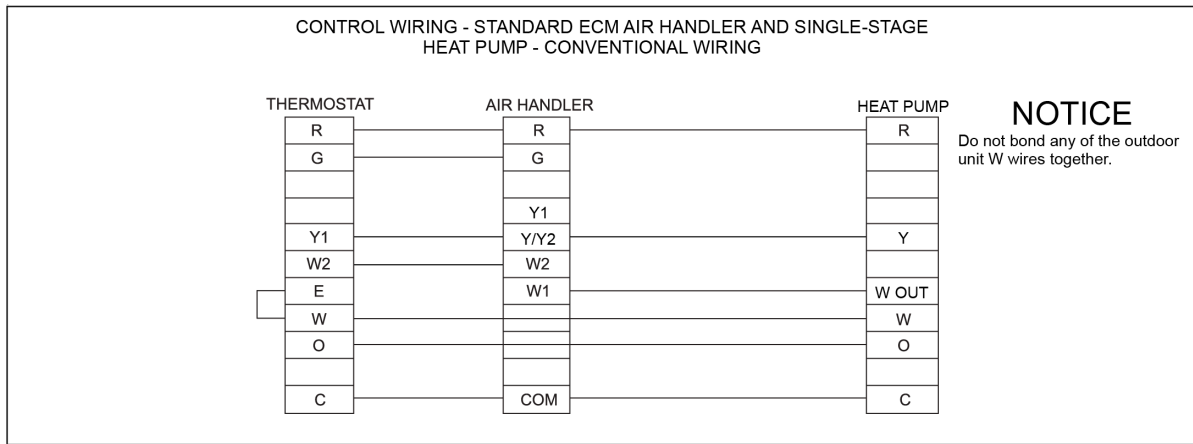 CONTROL WIRING - STANDARD ECM AIR HANDLER AND SINGLE-STAGE
HEAT PUMP - CONVENTIONAL WIRING
THERMOSTAT
R
G
Y1
W2
E
W
O
C
AIR HANDLER
R
G
Y1
Y/Y2
W2
W1
COM
HEAT PUMP
R
Y
W OUT
W
O
C
NOTICE
Do not bond any of the outdoor
unit W wires together.